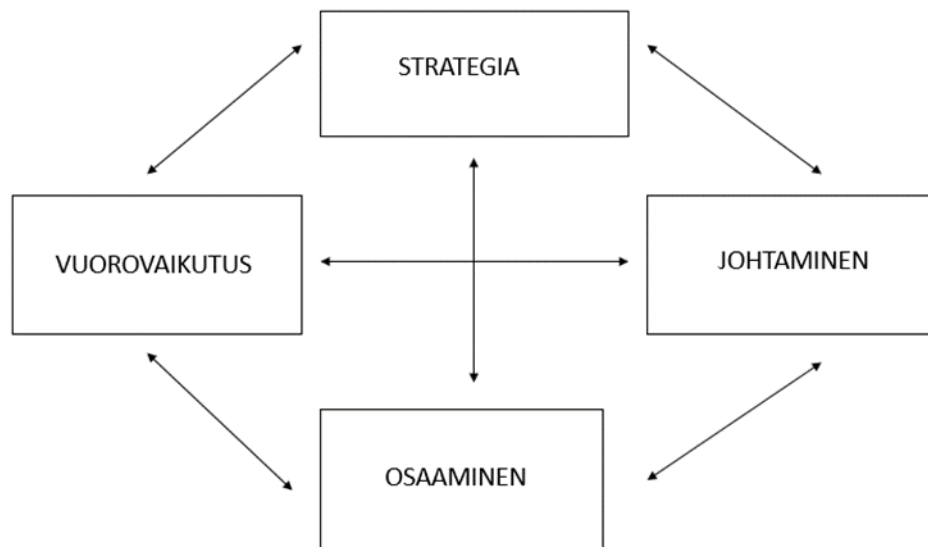 STRATEGIA
VUOROVAIKUTUS
JOHTAMINEN
OSAAMINEN